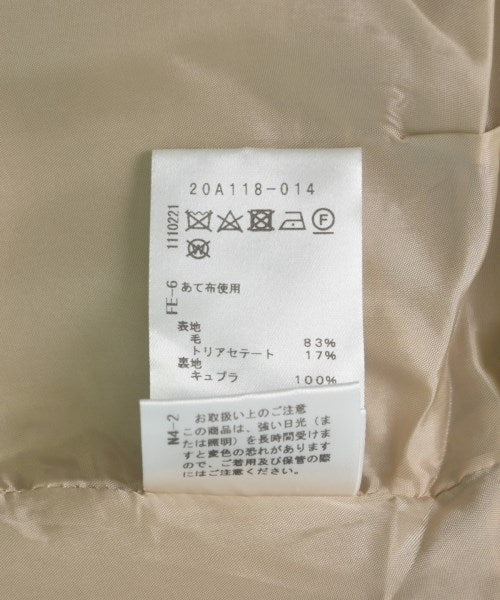 20A118-014
1110221
F
W
FE-6
あて布使用
表地
毛 83%
トリアセテート 17%
裏地
キュプラ 100%
N4-2
お取扱い上のご注意
この商品は、強い日光(ま
たは照明)を長時間受けま
すと変色の恐れがあります
ので、ご着用及び保管の際
にはご注意ください。